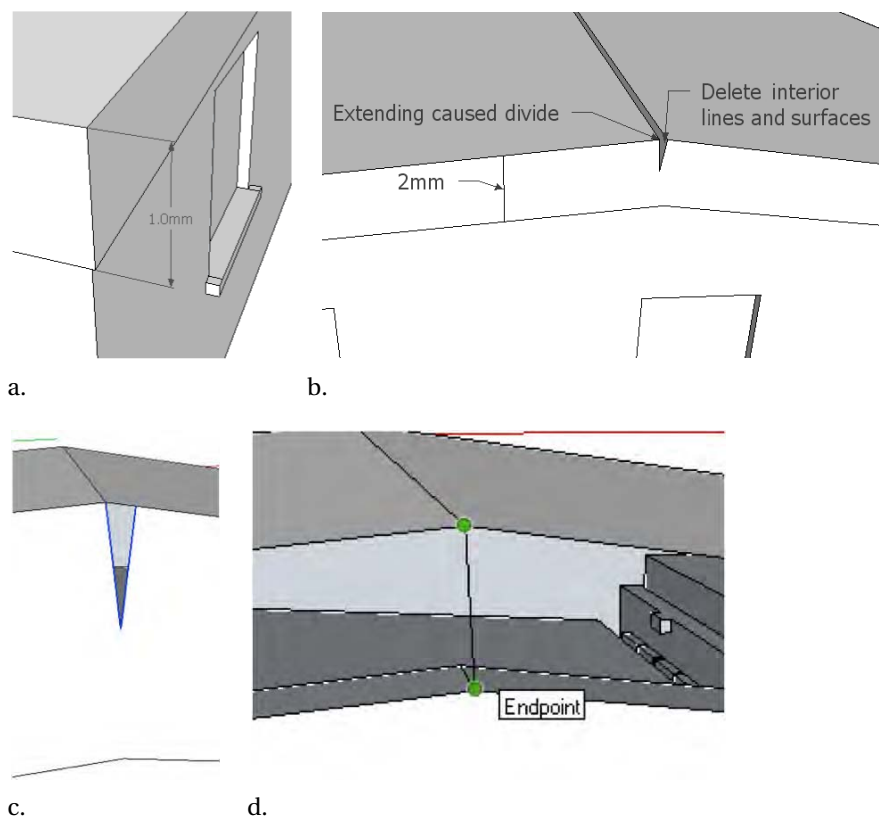 1.0mm
Extending caused divide
Delete interior
lines and surfaces
2mm
a.
b.
Endpoint
c.
d.